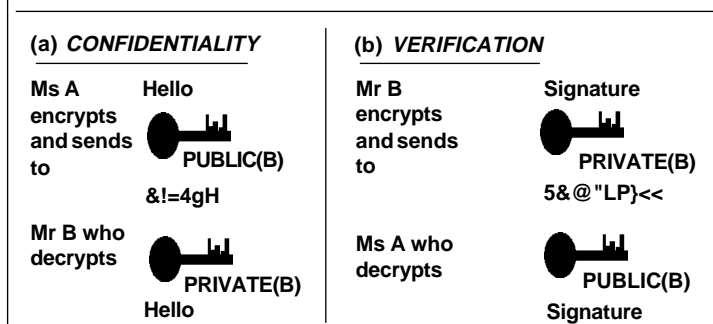 (a) CONFIDENTIALITY
Ms A
encrypts
and sends
to
Hello
PUBLIC(B)
&!=4gH
Mr B who
decrypts
PRIVATE(B)
Hello
(b) VERIFICATION
Mr B
encrypts
and sends
to
Signature
PRIVATE(B)
5&@"LP}<<
Ms A who
decrypts
PUBLIC(B)
Signature